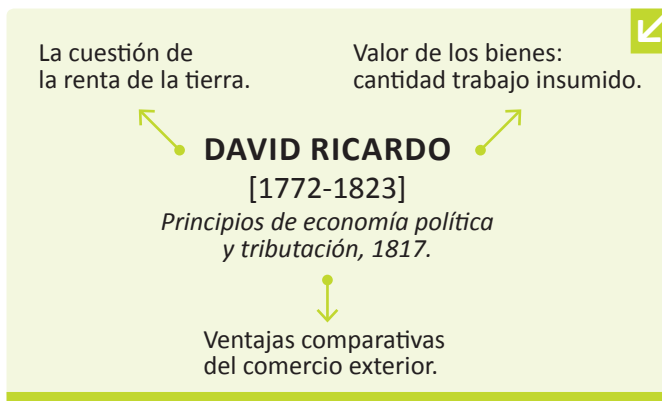 La cuestión de
la renta de la tierra.
Valor de los bienes:
cantidad trabajo insumido.
DAVID RICARDO
[1772-1823]
Principios de economía política
y tributación, 1817.
Ventajas comparativas
del comercio exterior.